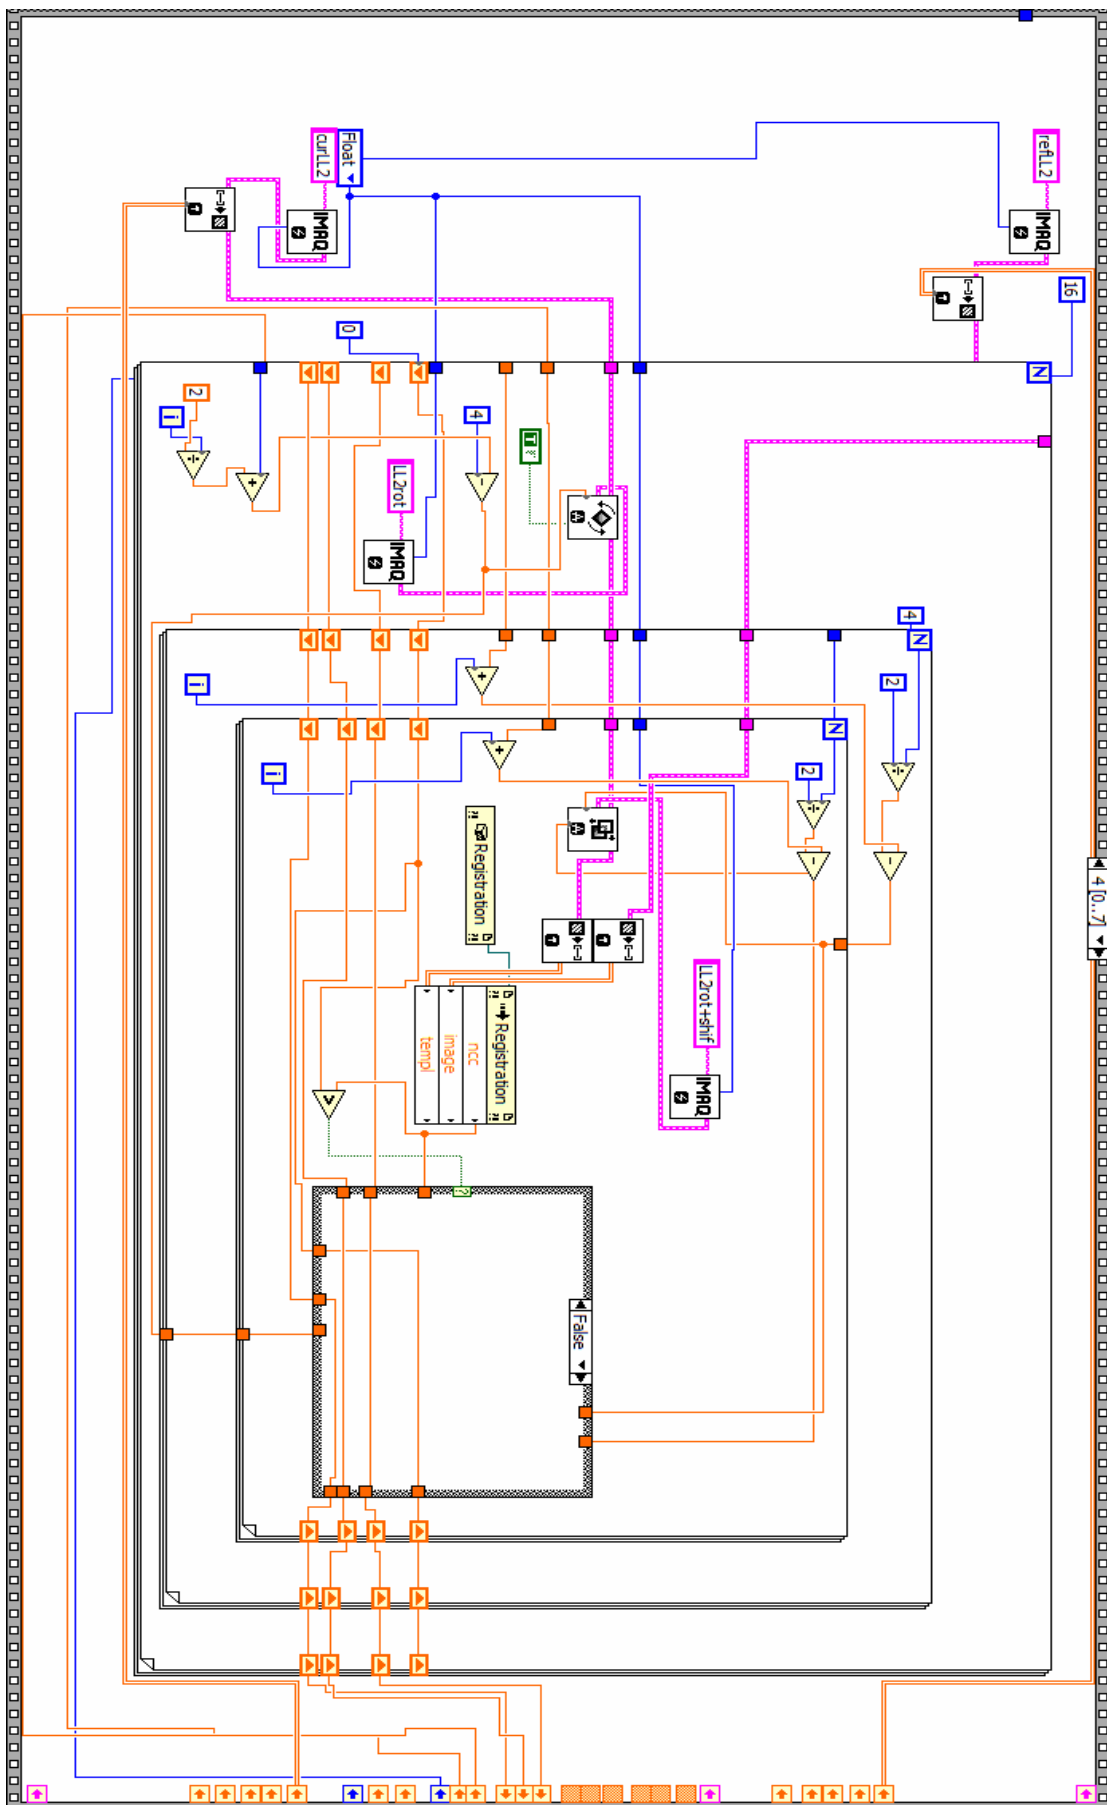 4 [0..7]
16
refLL2
IMAQ
N
4
N
2
N
2
LL2rot+shif
IMAQ
False
T
Registration
Registration
ncc
image
templ
4
LL2rot
IMAQ
Float
0
curLL2
IMAQ
i
i
2
i